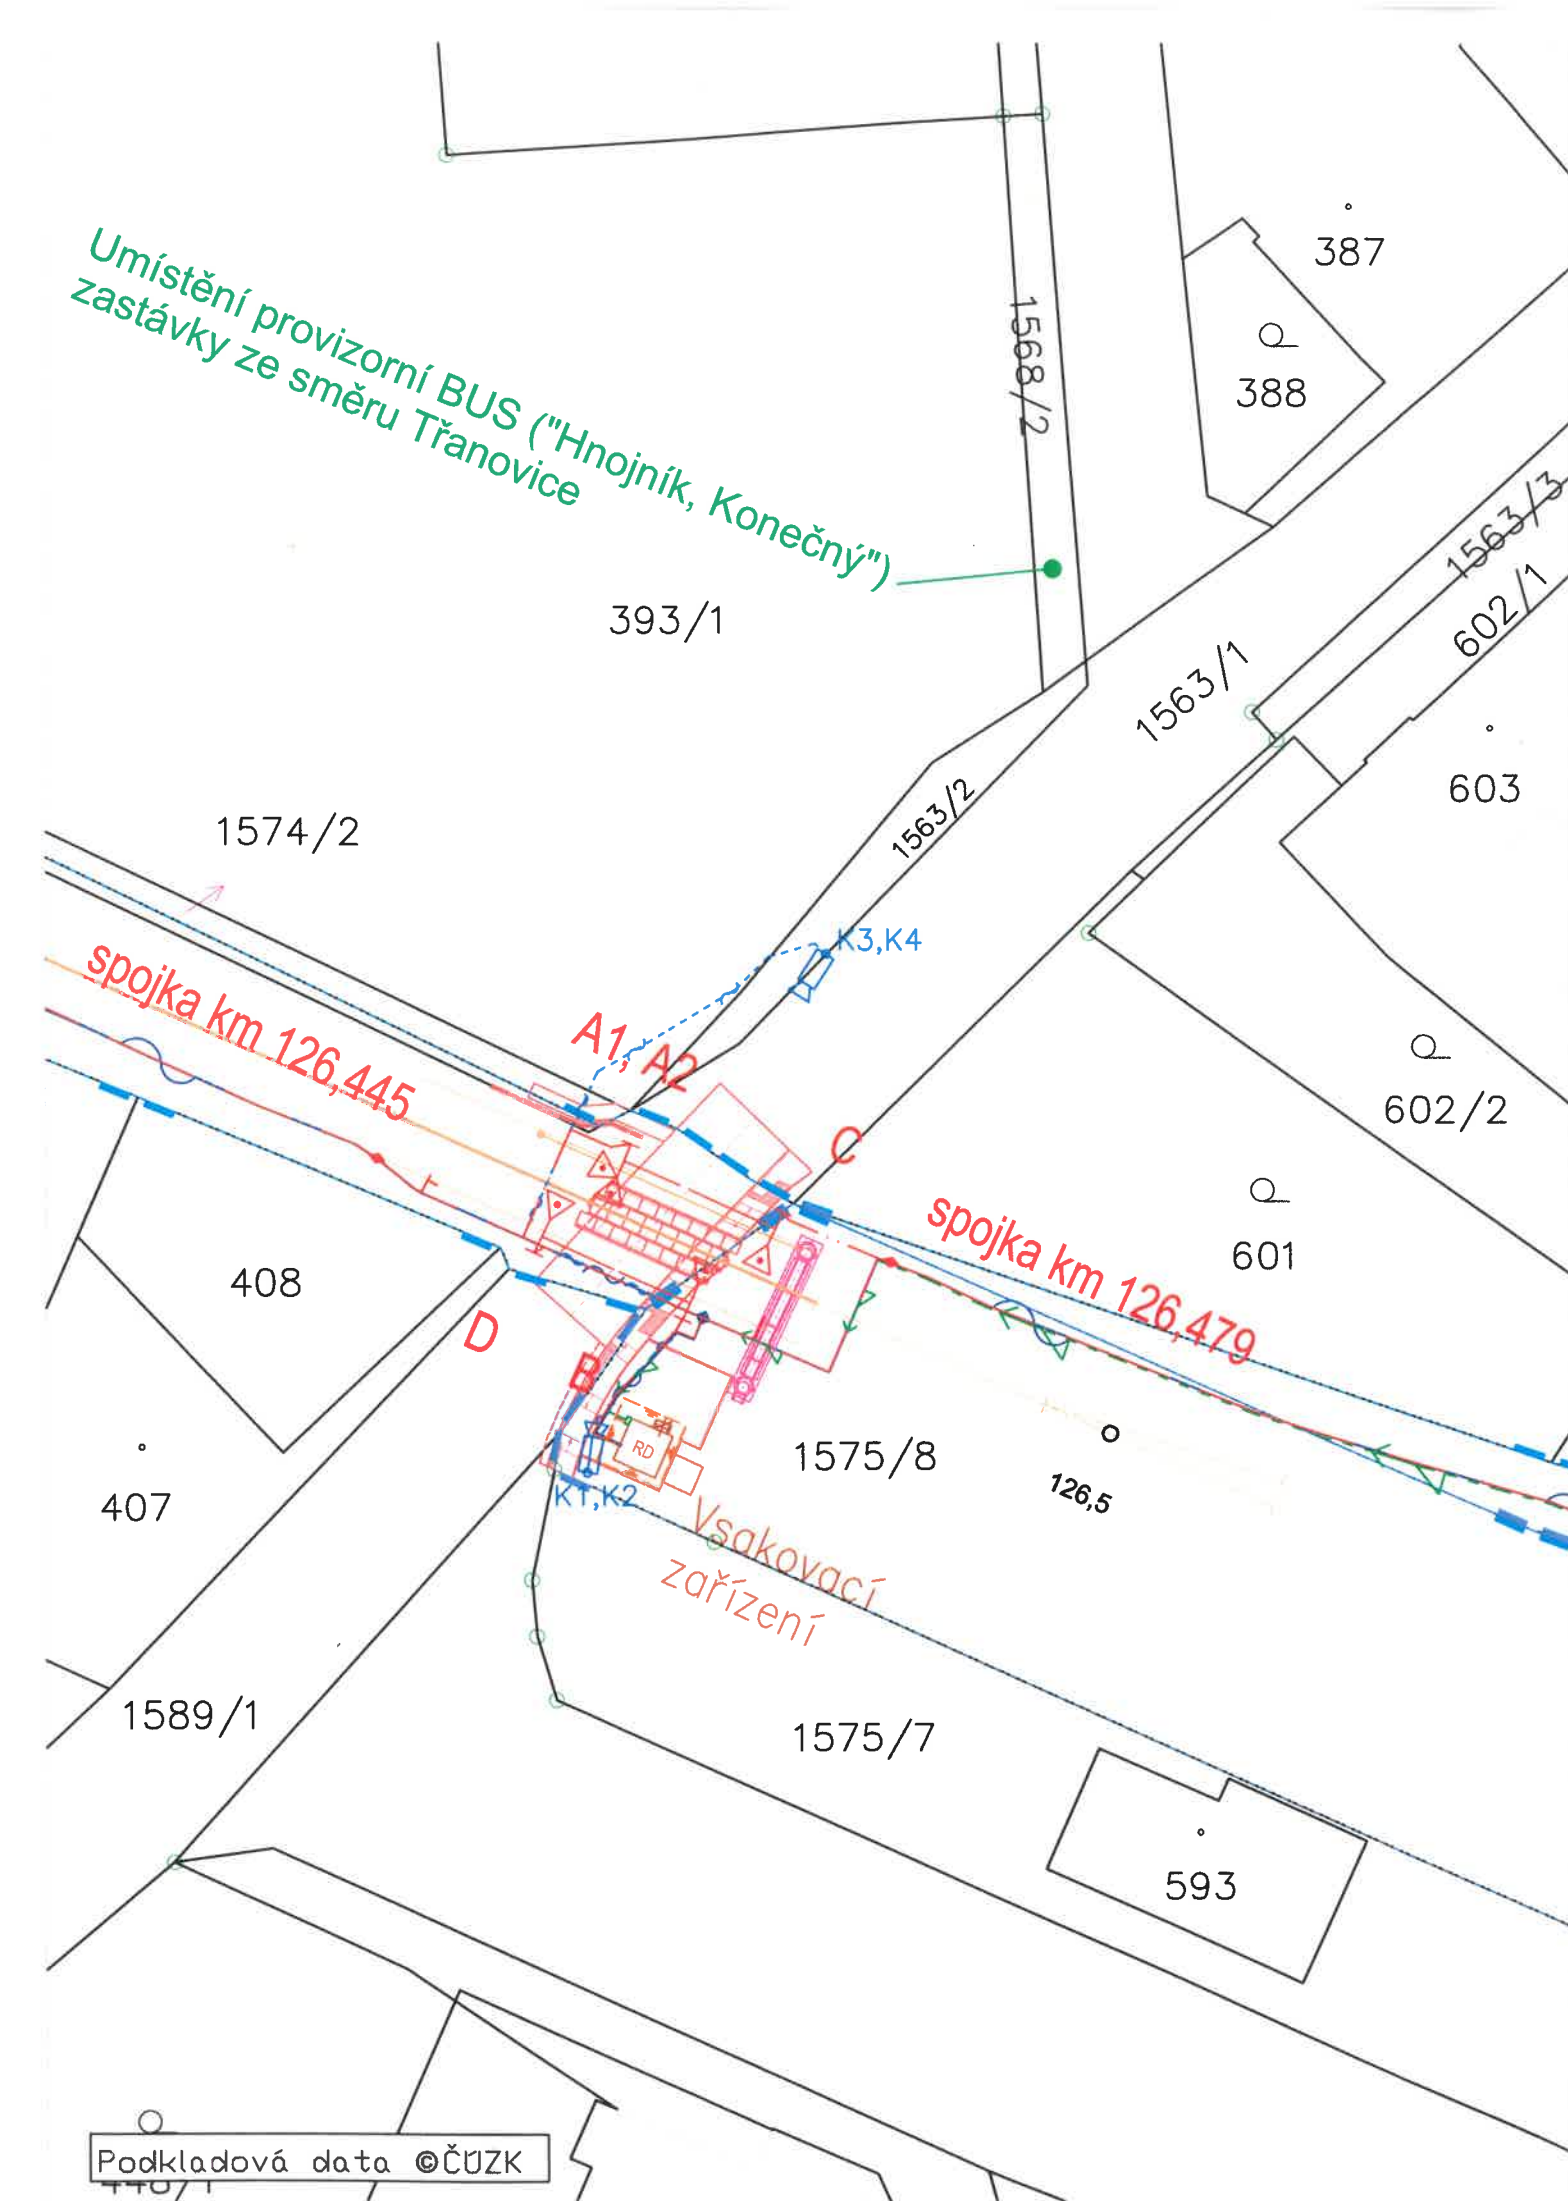 387
Umístění provizorní BUS ("Hnojník, Konečný")
zastávky ze směru Třanovice
1568/2
388
1563/3
602/1
393/1
1563/1
603
1574/2
1563/2
K3,K4
spojka km 126,445
A1, A2
602/2
C
408
spojka km 126,479
601
D
B
RD
1575/8
407
K1,K2
126,5
Vsakovací
zařízení
1589/1
1575/7
593
Podkladová data ©ČÚZK